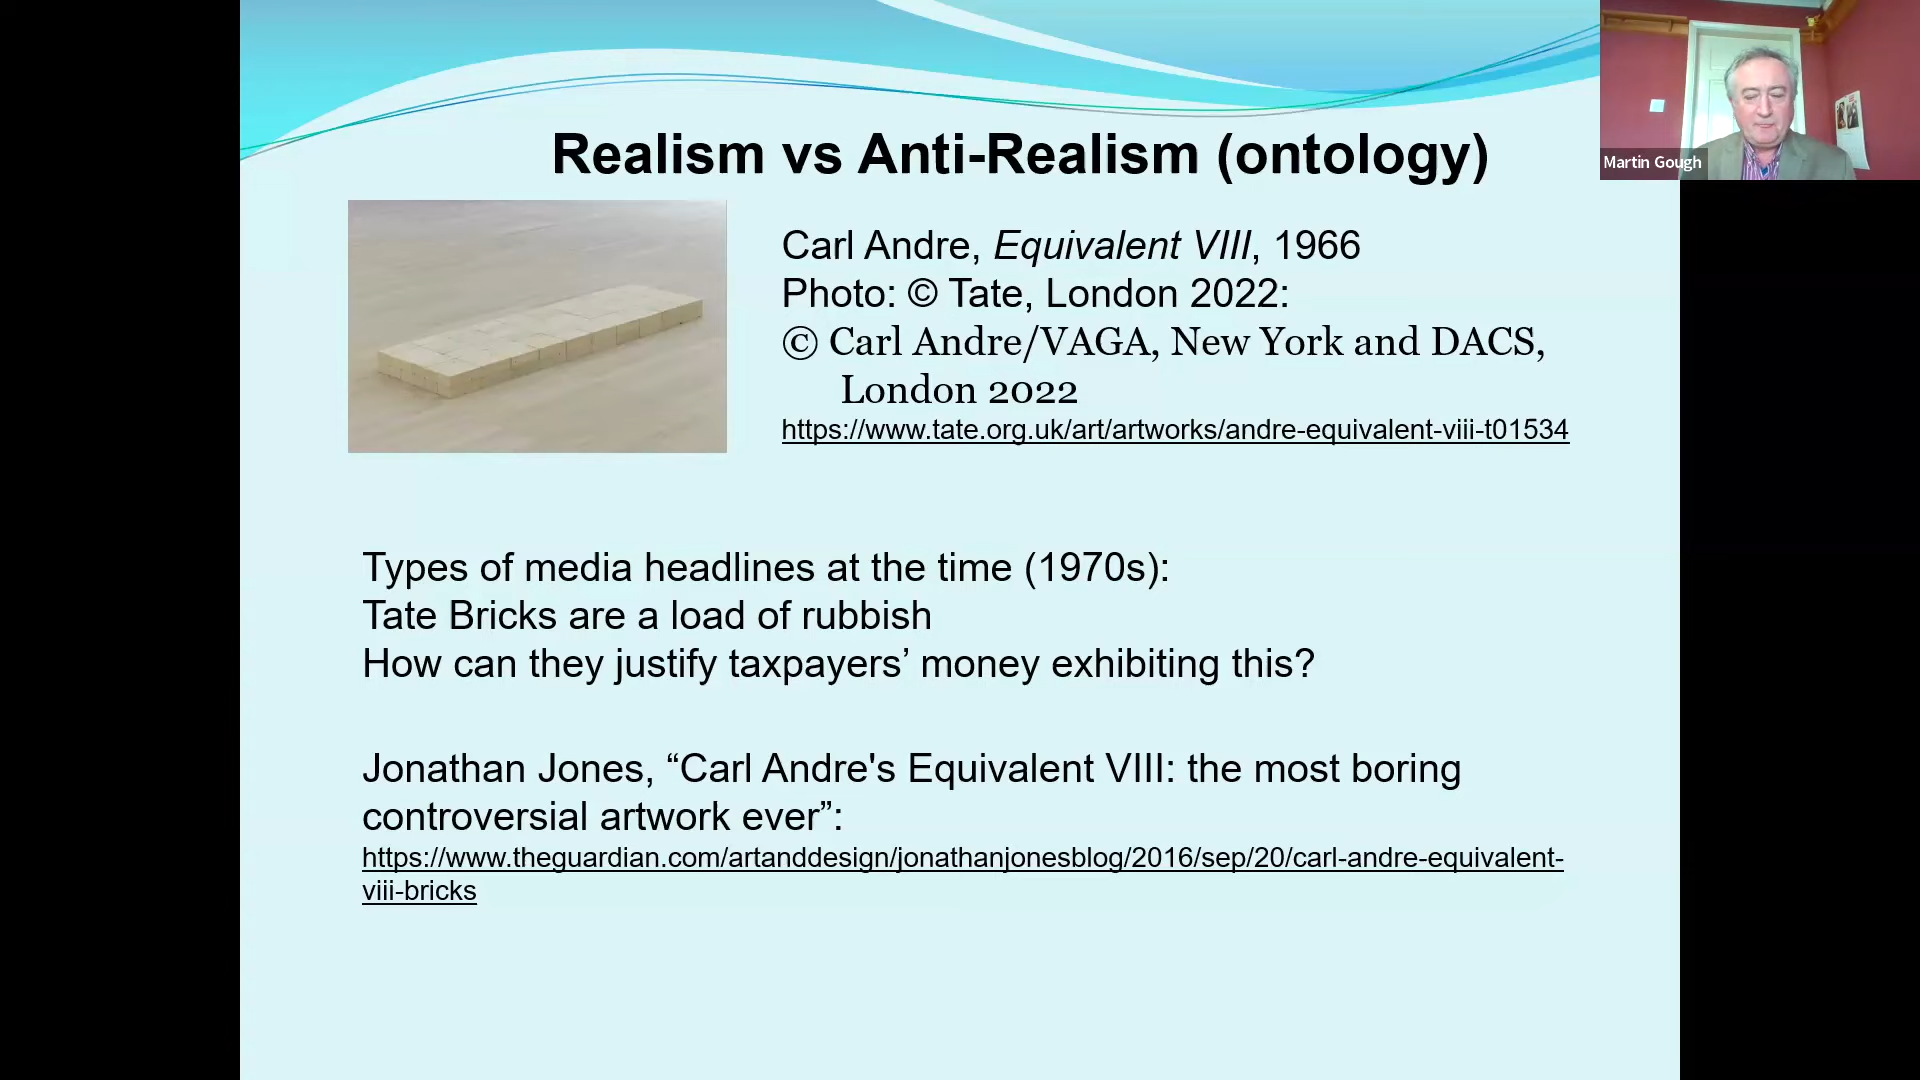 Realism vs Anti-Realism (ontology)
Martin Gough
Carl Andre, Equivalent VIII, 1966
Photo: © Tate, London 2022:
© Carl Andre/VAGA, New York and DACS,
London 2022
https://www.tate.org.uk/art/artworks/andre-equivalent-viii-t01534
Types of media headlines at the time (1970s):
Tate Bricks are a load of rubbish
How can they justify taxpayers’ money exhibiting this?
Jonathan Jones, “Carl Andre's Equivalent VIII: the most boring
controversial artwork ever”:
https://www.theguardian.com/artanddesign/jonathanjonesblog/2016/sep/20/carl-andre-equivalent-
viii-bricks